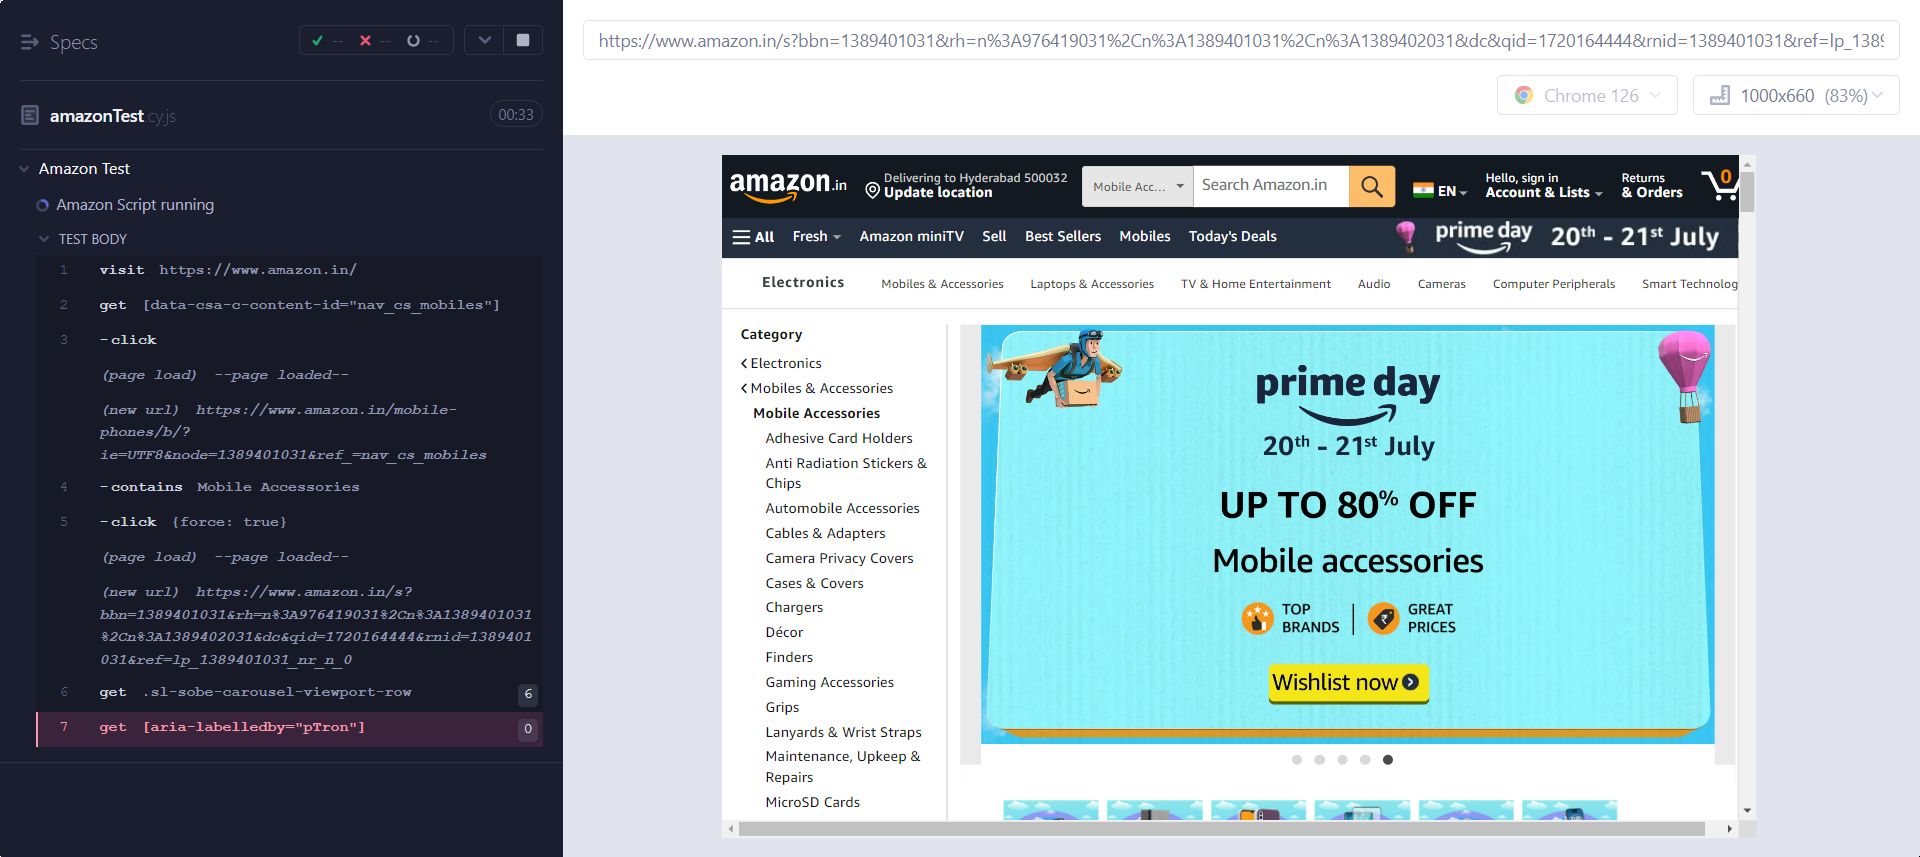 Specs
--
--
--
amazonTest.cy.js
00:33
Amazon Test
Amazon Script running
TEST BODY
1 visit https://www.amazon.in/
2 get [data-csa-c-content-id="nav_cs_mobiles"]
3 -click
(page load) --page loaded--
(new url) https://www.amazon.in/mobile-
phones/b/?
ie=UTF8&node=1389401031&ref_=nav_cs_mobiles
4 -contains Mobile Accessories
5 -click {force: true}
(page load) --page loaded--
(new url) https://www.amazon.in/s?
bbn=1389401031&rh=n%3A976419031%2Cn%3A1389401031
%2Cn%3A1389402031&dc&qid=1720164444&rnid=1389401
031&ref=lp_1389401031_nr_n_0
6 get .sl-sobe-carousel-viewport-row 6
7 get [aria-labelledby="pTron"] 0
https://www.amazon.in/s?bbn=1389401031&rh=n%3A976419031%2Cn%3A1389401031%2Cn%3A1389402031&dc&qid=1720164444&rnid=1389401031&ref=lp_1389
Chrome 126
1000x660 (83%)
amazon.in
Delivering to Hyderabad 500032
Update location
Mobile Acc...
Search Amazon.in
EN
Hello, sign in
Account & Lists
Returns
& Orders
0
All
Fresh
Amazon miniTV
Sell
Best Sellers
Mobiles
Today's Deals
prime day
20th - 21st July
Electronics
Mobiles & Accessories
Laptops & Accessories
TV & Home Entertainment
Audio
Cameras
Computer Peripherals
Smart Technolog
Category
Electronics
Mobiles & Accessories
Mobile Accessories
Adhesive Card Holders
Anti Radiation Stickers &
Chips
Automobile Accessories
Cables & Adapters
Camera Privacy Covers
Cases & Covers
Chargers
Décor
Finders
Gaming Accessories
Grips
Lanyards & Wrist Straps
Maintenance, Upkeep &
Repairs
MicroSD Cards
prime day
20th - 21st July
UP TO 80% OFF
Mobile accessories
TOP
BRANDS
GREAT
PRICES
Wishlist now